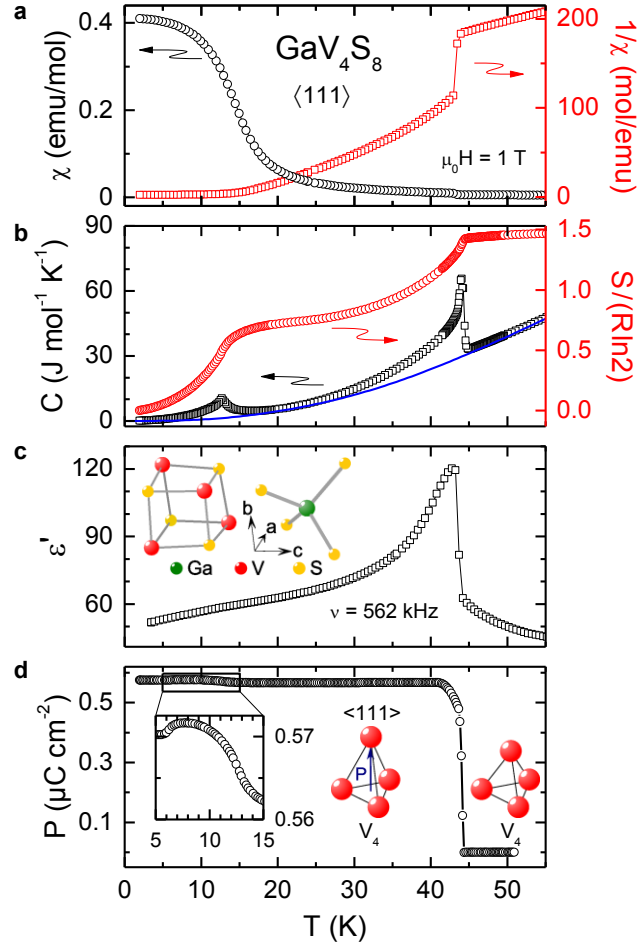 a
GaV4S8
⟨111⟩
μ0H = 1 T
χ (emu/mol)
0.4
0.2
0
1/χ (mol/emu)
200
100
0
b
C (J mol⁻¹ K⁻¹)
90
60
30
0
S/(Rln2)
1.5
1.0
0.5
0.0
c
ε'
120
90
60
b
a
c
Ga V S
ν = 562 kHz
d
P (μC cm⁻²)
0.5
0.3
0.1
0.57
0.56
5 10 15
<111>
P
V4
V4
0 10 20 30 40 50
T (K)